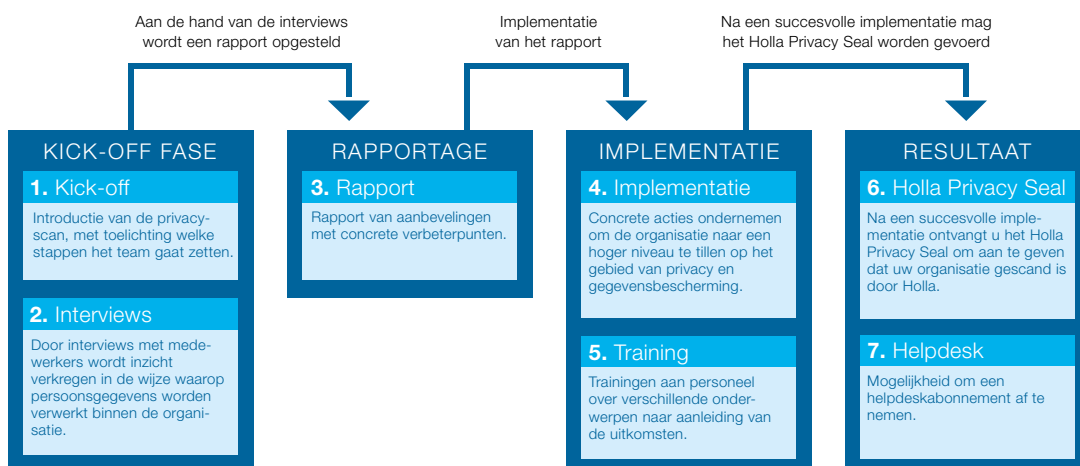 Aan de hand van de interviews
wordt een rapport opgesteld
Implementatie
van het rapport
Na een succesvolle implementatie mag
het Holla Privacy Seal worden gevoerd
KICK-OFF FASE
1. Kick-off
Introductie van de privacy-
scan, met toelichting welke
stappen het team gaat zetten.
2. Interviews
Door interviews met mede-
werkers wordt inzicht
verkregen in de wijze waarop
persoonsgegevens worden
verwerkt binnen de organi-
satie.
RAPPORTAGE
3. Rapport
Rapport van aanbevelingen
met concrete verbeterpunten.
IMPLEMENTATIE
4. Implementatie
Concrete acties ondernemen
om de organisatie naar een
hoger niveau te tillen op het
gebied van privacy en
gegevensbescherming.
5. Training
Trainingen aan personeel
over verschillende onder-
werpen naar aanleiding van
de uitkomsten.
RESULTAAT
6. Holla Privacy Seal
Na een succesvolle imple-
mentatie ontvangt u het Holla
Privacy Seal om aan te geven
dat uw organisatie gescand is
door Holla.
7. Helpdesk
Mogelijkheid om een
helpdeskabonnement af te
nemen.